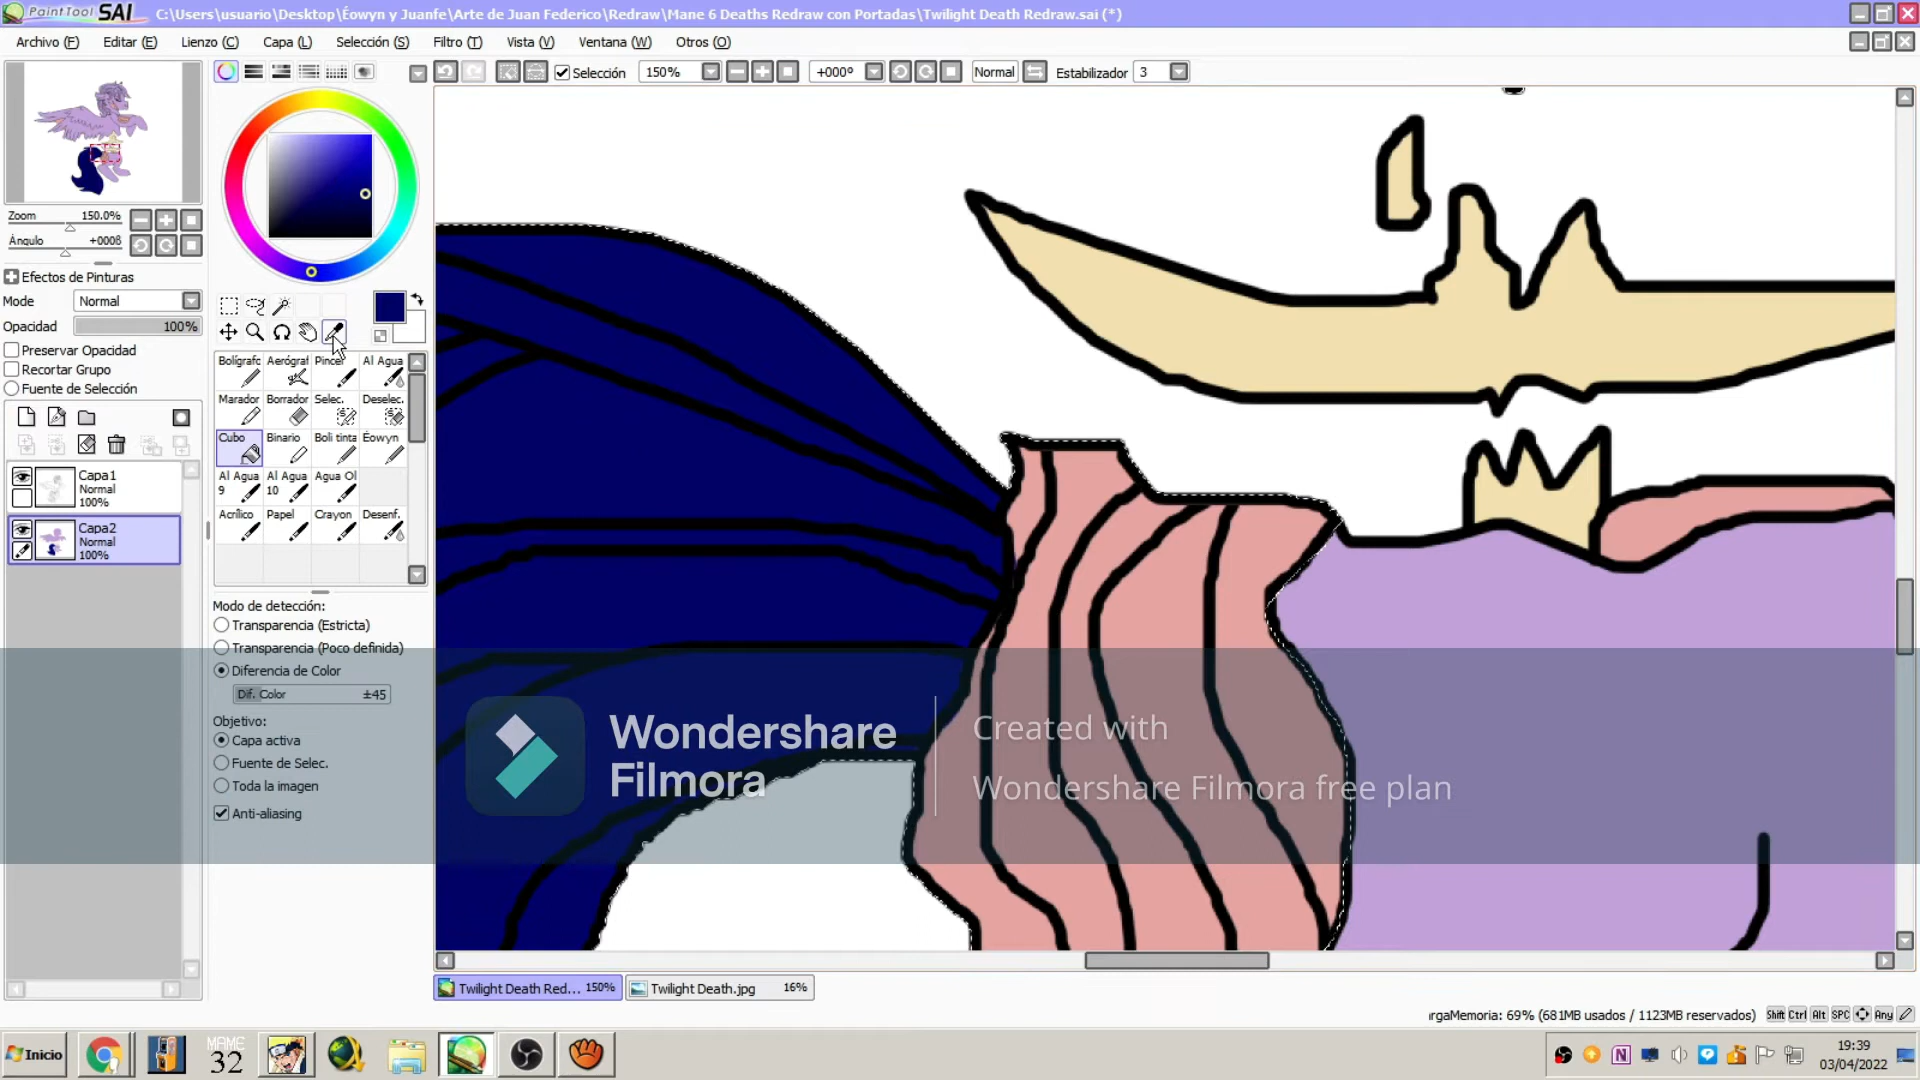 PaintTool SAI C:\Users\usuario\Desktop\Éowyn y Juanfe\Arte de Juan Federico\Redraw\Mane 6 Deaths Redraw con Portadas\Twilight Death Redraw.sai (*)
Archivo (F) Editar (E) Lienzo (C) Capa (L) Selección (S) Filtro (T) Vista (V) Ventana (W) Otros (O)
Selección 150% +000º Normal Estabilizador 3
Zoom 150.0%
Ángulo +000ß
Efectos de Pinturas
Mode Normal
Opacidad 100%
Preservar Opacidad
Recortar Grupo
Fuente de Selección
Capa1
Normal
100%
Capa2
Normal
100%
Bolígrafc Aerógraf Pincel Al Agua
Marador Borrador Selec. Deselec.
Cubo Binario Boli tinta Éowyn
Al Agua 9 Al Agua 10 Agua Ol
Acrílico Papel Crayon Desenf.
Modo de detección:
Transparencia (Estricta)
Transparencia (Poco definida)
Diferencia de Color
Dif. Color ±45
Objetivo:
Capa activa
Fuente de Selec.
Toda la imagen
Anti-aliasing
Wondershare
Filmora
Created with
Wondershare Filmora free plan
Twilight Death Red... 150% Twilight Death.jpg 16%
ırgaMemoria: 69% (681MB usados / 1123MB reservados) Shift Ctrl Alt SPC Any
Inicio
MAME
32
19:39
03/04/2022